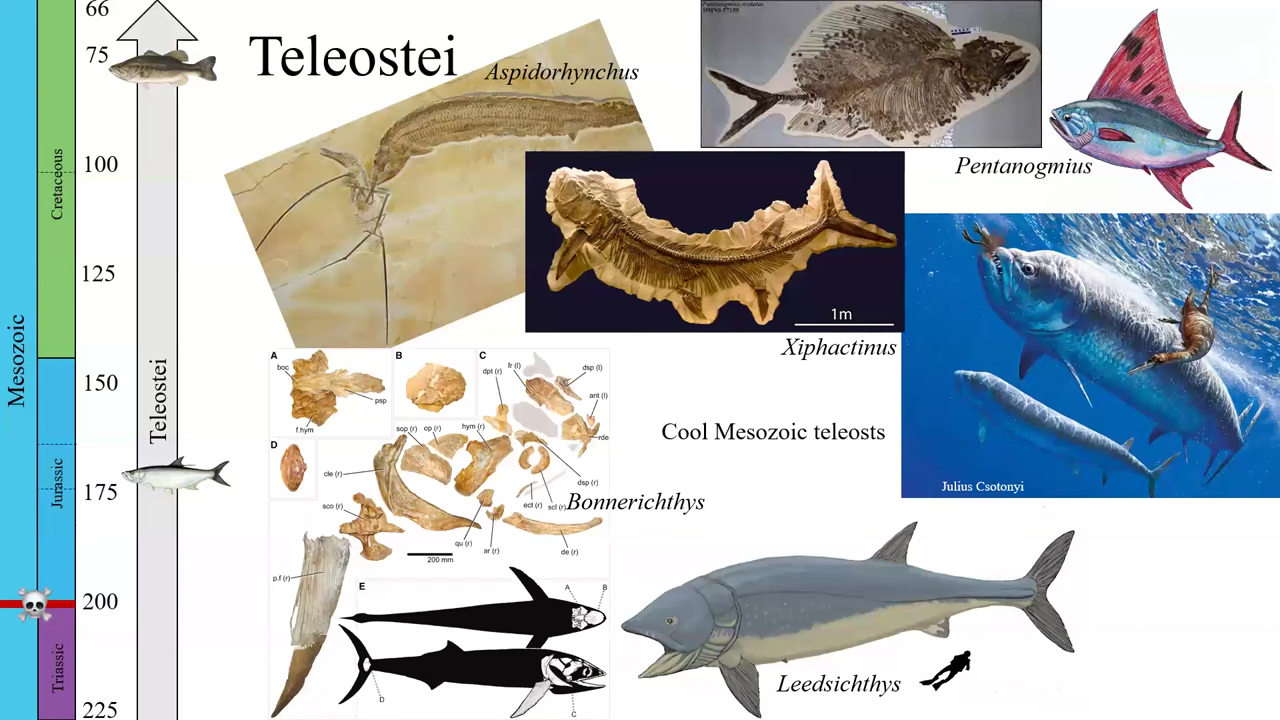 66
75
100
125
150
175
200
225
Mesozoic
Cretaceous
Jurassic
Triassic
Teleostei
Teleostei
Aspidorhynchus
Pentanogmius
Xiphactinus
1m
Cool Mesozoic teleosts
Julius Csotonyi
Bonnerichthys
Leedsichthys
A
boc
psp
f.hym
B
C
fr (l)
dsp (l)
dpt (r)
ant (l)
rde
sop (r)
op (r)
hym (r)
D
cle (r)
dsp (r)
ect (r)
scl (r)
sco (r)
qu (r)
ar (r)
de (r)
200 mm
p.f (r)
E
A
B
D
C